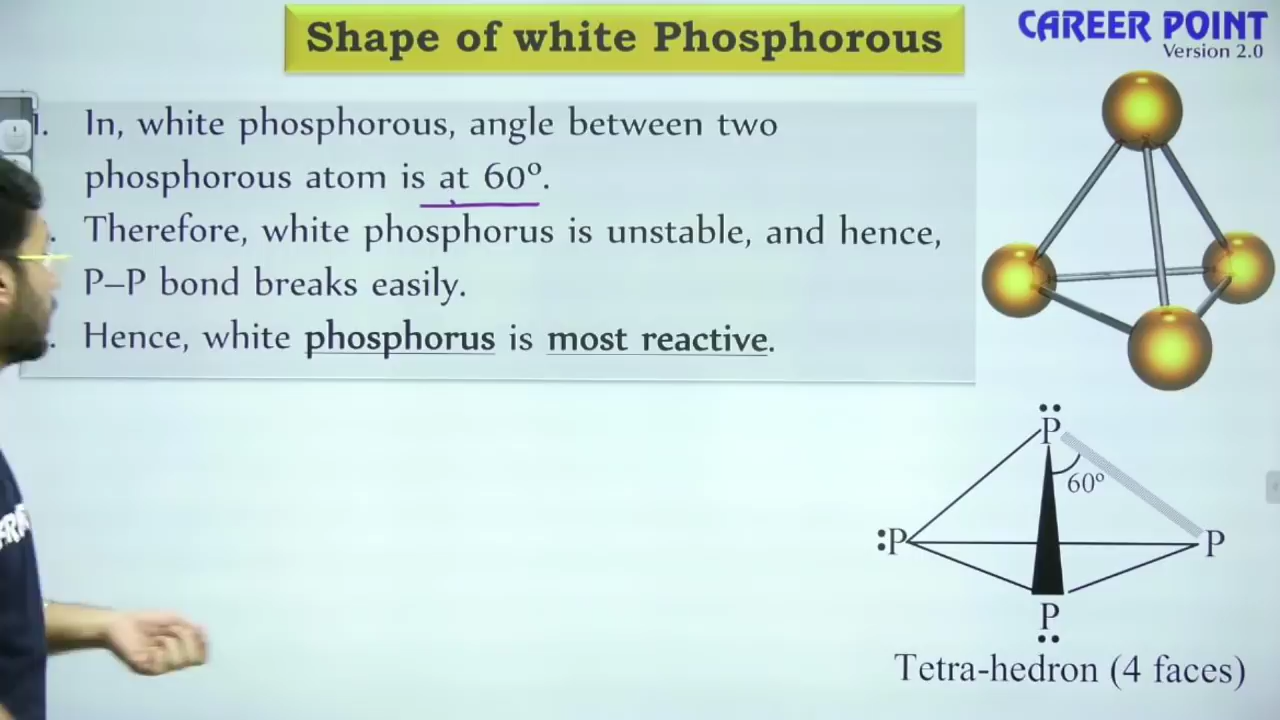 Shape of white Phosphorous
CAREER POINT
Version 2.0
1. In, white phosphorous, angle between two
phosphorous atom is at 60°.
. Therefore, white phosphorus is unstable, and hence,
P–P bond breaks easily.
. Hence, white phosphorus is most reactive.
P
60°
:P
P
P
Tetra-hedron (4 faces)